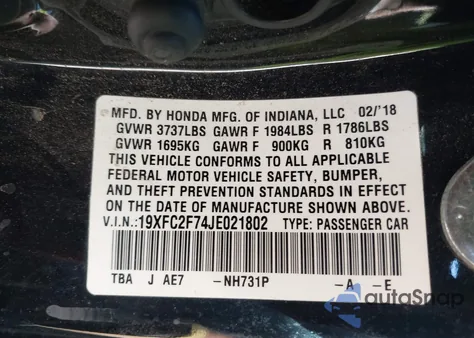 MFD. BY HONDA MFG. OF INDIANA, LLC 02/'18
GVWR 3737LBS GAWR F 1984LBS R 1786LBS
GVWR 1695KG GAWR F 900KG R 810KG
THIS VEHICLE CONFORMS TO ALL APPLICABLE
FEDERAL MOTOR VEHICLE SAFETY, BUMPER,
AND THEFT PREVENTION STANDARDS IN EFFECT
ON THE DATE OF MANUFACTURE SHOWN ABOVE.
V.I.N.:19XFC2F74JE021802 TYPE: PASSENGER CAR
TBA J AE7 -NH731P -A -E
autoSnap